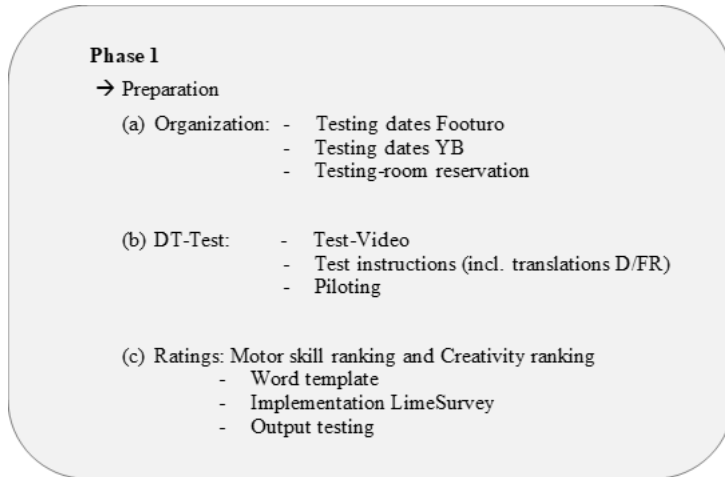 Phase 1
→ Preparation
(a) Organization: - Testing dates Footuro
- Testing dates YB
- Testing-room reservation
(b) DT-Test: - Test-Video
- Test instructions (incl. translations D/FR)
- Piloting
(c) Ratings: Motor skill ranking and Creativity ranking
- Word template
- Implementation LimeSurvey
- Output testing